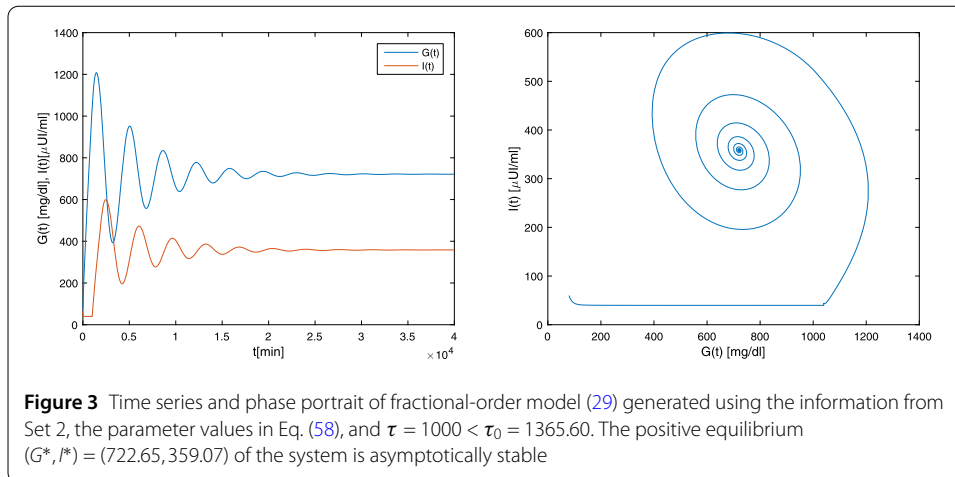 1400
1200
1000
800
600
400
200
0
G(t) [mg/dl], I(t)[μUI/ml]
G(t)
I(t)
0 0.5 1 1.5 2 2.5 3 3.5 4
t[min]
× 10⁴
600
500
400
300
200
100
0
I(t) [μUI/ml]
0 200 400 600 800 1000 1200 1400
G(t) [mg/dl]
Figure 3 Time series and phase portrait of fractional-order model (29) generated using the information from
Set 2, the parameter values in Eq. (58), and τ = 1000 < τ₀ = 1365.60. The positive equilibrium
(G*, I*) = (722.65, 359.07) of the system is asymptotically stable